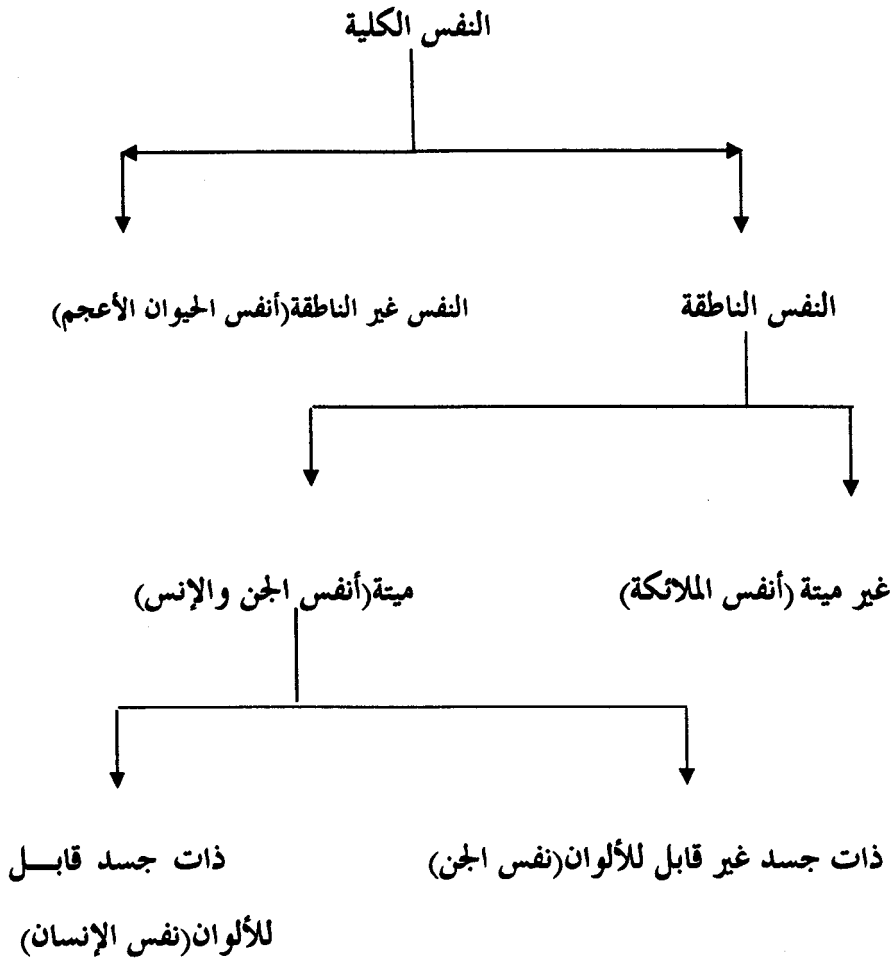 النفس الكلية
النفس الناطقة
النفس غير الناطقة(أنفس الحيوان الأعجم)
غير ميتة (أنفس الملائكة)
ميتة(أنفس الجن والإنس)
ذات جسد غير قابل للألوان(نفس الجن)
ذات جسد قابـــل
للألوان(نفس الإنسان)